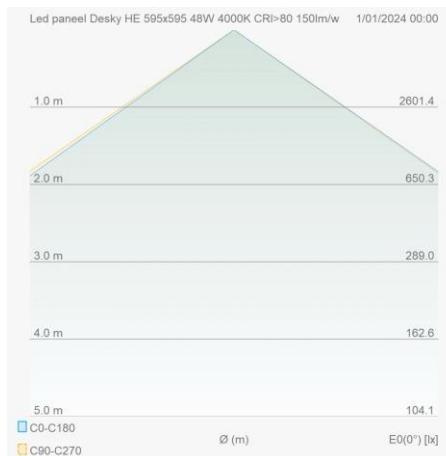 Led paneel Desky HE 595x595 48W 4000K CRI>80 150lm/w 1/01/2024 00:00
1.0 m 2601.4
2.0 m 650.3
3.0 m 289.0
4.0 m 162.6
5.0 m 104.1
C0-C180
Ø (m) E0(0°) [lx]
C90-C270